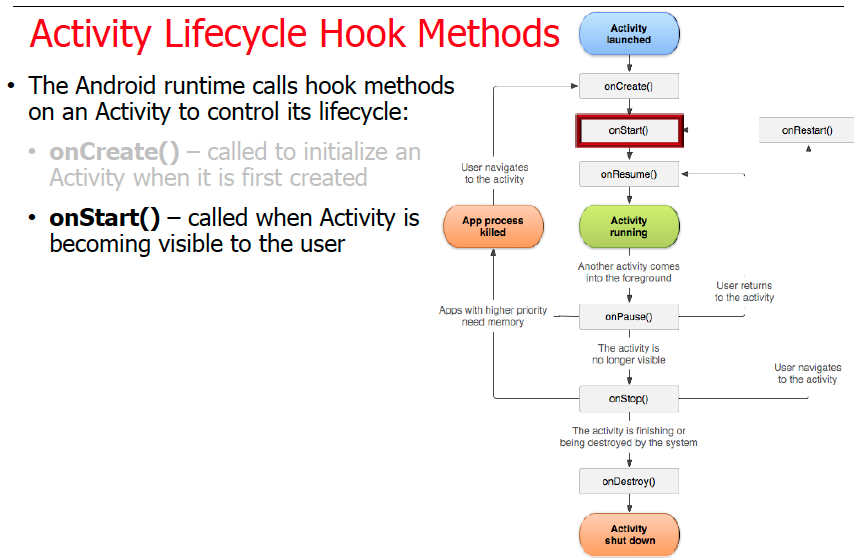 Activity Lifecycle Hook Methods
• The Android runtime calls hook methods
on an Activity to control its lifecycle:
• onCreate() – called to initialize an
Activity when it is first created
• onStart() – called when Activity is
becoming visible to the user
Activity
launched
onCreate()
onStart()
onRestart()
User navigates
to the activity
onResume()
App process
killed
Activity
running
Another activity comes
into the foreground
User returns
to the activity
Apps with higher priority
need memory
onPause()
The activity is
no longer visible
User navigates
to the activity
onStop()
The activity is finishing or
being destroyed by the system
onDestroy()
Activity
shut down